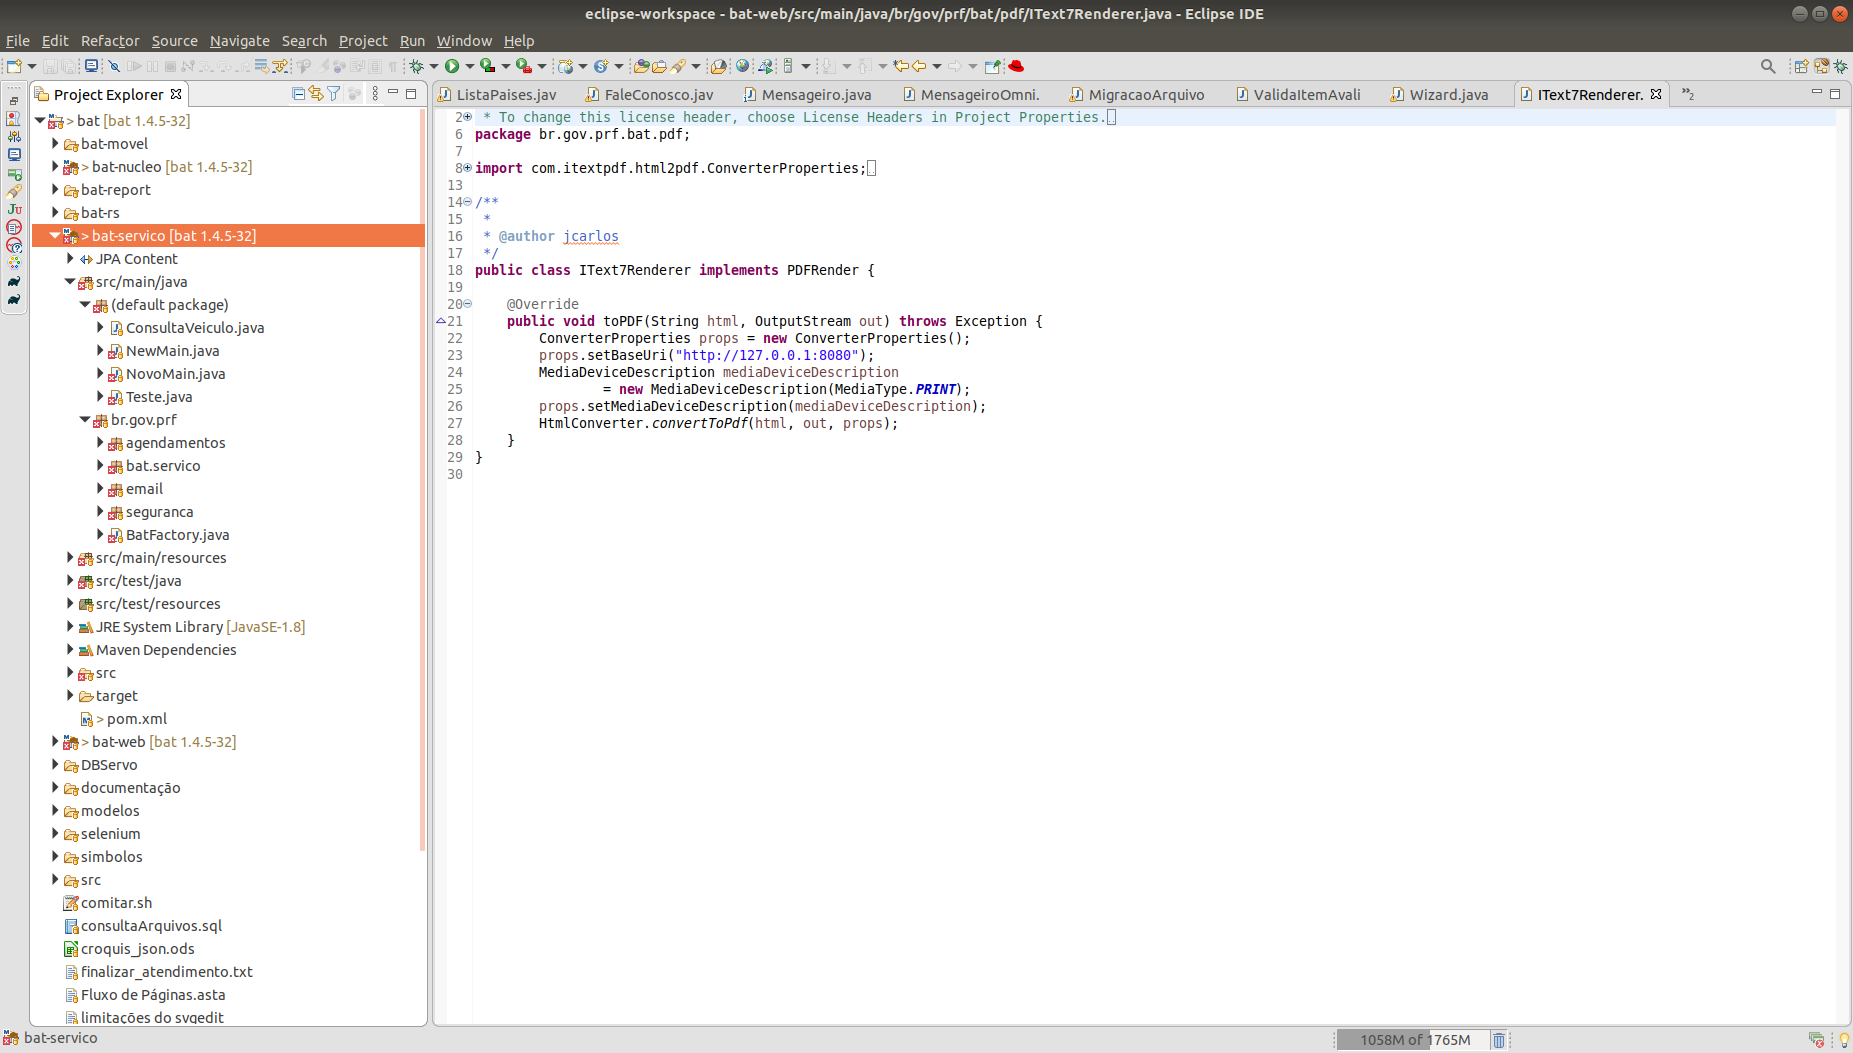 eclipse-workspace - bat-web/src/main/java/br/gov/prf/bat/pdf/IText7Renderer.java - Eclipse IDE
File Edit Refactor Source Navigate Search Project Run Window Help
Project Explorer
ListaPaises.jav FaleConosco.jav Mensageiro.java MensageiroOmni. MigracaoArquivo ValidaItemAvali Wizard.java IText7Renderer. »2
> bat [bat 1.4.5-32]
bat-movel
> bat-nucleo [bat 1.4.5-32]
bat-report
bat-rs
> bat-servico [bat 1.4.5-32]
JPA Content
src/main/java
(default package)
ConsultaVeiculo.java
NewMain.java
NovoMain.java
Teste.java
br.gov.prf
agendamentos
bat.servico
email
seguranca
BatFactory.java
src/main/resources
src/test/java
src/test/resources
JRE System Library [JavaSE-1.8]
Maven Dependencies
src
target
> pom.xml
> bat-web [bat 1.4.5-32]
DBServo
documentação
modelos
selenium
simbolos
src
comitar.sh
consultaArquivos.sql
croquis_json.ods
finalizar_atendimento.txt
Fluxo de Páginas.asta
limitações do svgedit
2 * To change this license header, choose License Headers in Project Properties.
6 package br.gov.prf.bat.pdf;
7
8 import com.itextpdf.html2pdf.ConverterProperties;
13
14 /**
15 *
16 * @author jcarlos
17 */
18 public class IText7Renderer implements PDFRender {
19
20 @Override
21 public void toPDF(String html, OutputStream out) throws Exception {
22 ConverterProperties props = new ConverterProperties();
23 props.setBaseUri("http://127.0.0.1:8080");
24 MediaDeviceDescription mediaDeviceDescription
25 = new MediaDeviceDescription(MediaType.PRINT);
26 props.setMediaDeviceDescription(mediaDeviceDescription);
27 HtmlConverter.convertToPdf(html, out, props);
28 }
29 }
30
bat-servico
1058M of 1765M